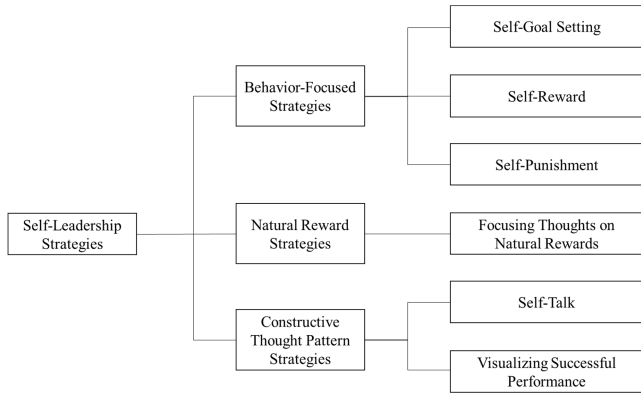 Self-Leadership
Strategies
Behavior-Focused
Strategies
Self-Goal Setting
Self-Reward
Self-Punishment
Natural Reward
Strategies
Focusing Thoughts on
Natural Rewards
Constructive
Thought Pattern
Strategies
Self-Talk
Visualizing Successful
Performance